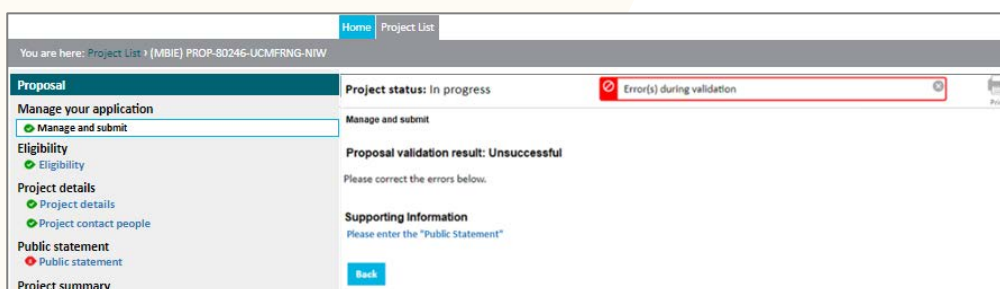 Home Project List
You are here: Project List › (MBIE) PROP-80246-UCMFRNG-NIW
Proposal
Manage your application
Manage and submit
Eligibility
Eligibility
Project details
Project details
Project contact people
Public statement
Public statement
Project summary
Project status: In progress
Error(s) during validation
Manage and submit
Proposal validation result: Unsuccessful
Please correct the errors below.
Supporting Information
Please enter the "Public Statement"
Back